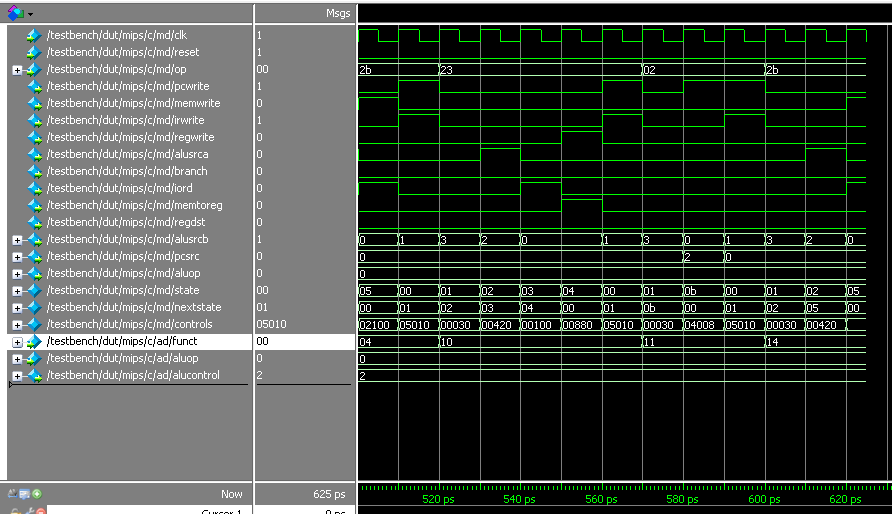 Msgs
/testbench/dut/mips/c/md/clk 1
/testbench/dut/mips/c/md/reset 1
/testbench/dut/mips/c/md/op 00 2b 23 02 2b
/testbench/dut/mips/c/md/pcwrite 1
/testbench/dut/mips/c/md/memwrite 0
/testbench/dut/mips/c/md/irwrite 1
/testbench/dut/mips/c/md/regwrite 0
/testbench/dut/mips/c/md/alusrca 0
/testbench/dut/mips/c/md/branch 0
/testbench/dut/mips/c/md/iord 0
/testbench/dut/mips/c/md/memtoreg 0
/testbench/dut/mips/c/md/regdst 0
/testbench/dut/mips/c/md/alusrcb 1 0 1 3 2 0 1 3 0 1 3 2 0
/testbench/dut/mips/c/md/pcsrc 0 0 2 0
/testbench/dut/mips/c/md/aluop 0 0
/testbench/dut/mips/c/md/state 00 05 00 01 02 03 04 00 01 0b 00 01 02 05
/testbench/dut/mips/c/md/nextstate 01 00 01 02 03 04 00 01 0b 00 01 02 05 00
/testbench/dut/mips/c/md/controls 05010 02100 05010 00030 00420 00100 00880 05010 00030 04008 05010 00030 00420
/testbench/dut/mips/c/ad/funct 00 04 10 11 14
/testbench/dut/mips/c/ad/aluop 0 0
/testbench/dut/mips/c/ad/alucontrol 2 2
Now 625 ps 520 ps 540 ps 560 ps 580 ps 600 ps 620 ps
Cursor 1 0 ps